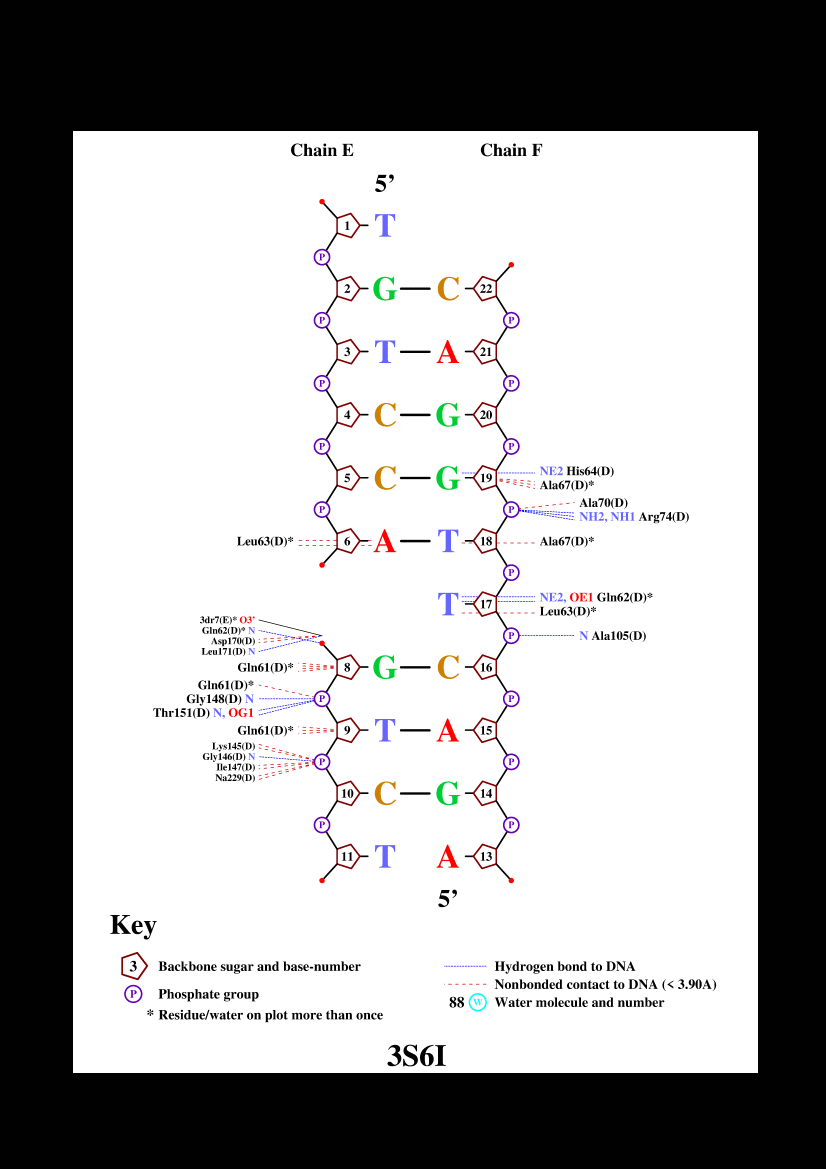 Chain E Chain F
5’
1 T
P
2 G C 22
P P
3 T A 21
P P
4 C G 20
P P
5 C G 19
NE2 His64(D)
Ala67(D)*
P P
Ala70(D)
NH2, NH1 Arg74(D)
Leu63(D)* 6 A T 18 Ala67(D)*
P
T 17
NE2, OE1 Gln62(D)*
Leu63(D)*
3dr7(E)* O3’
Gln62(D)* N
Asp170(D)
Leu171(D) N
P N Ala105(D)
Gln61(D)* 8 G C 16
Gln61(D)*
Gly148(D) N
Thr151(D) N, OG1
P P
Gln61(D)* 9 T A 15
Lys145(D)
Gly146(D) N
Ile147(D)
Na229(D)
P P
10 C G 14
P P
11 T A 13
5’
Key
3 Backbone sugar and base-number
P Phosphate group
* Residue/water on plot more than once
Hydrogen bond to DNA
Nonbonded contact to DNA (< 3.90A)
88 W Water molecule and number
3S6I